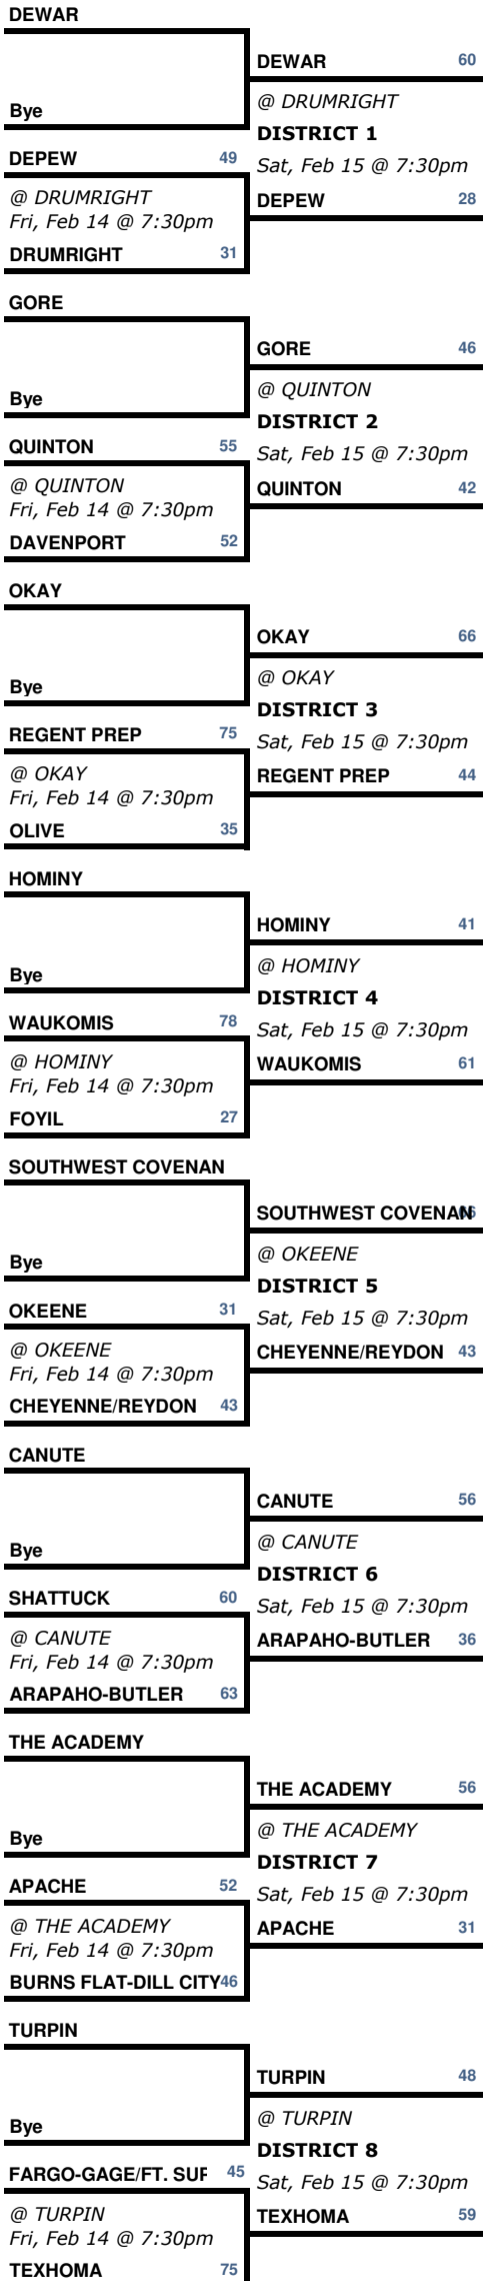 DEWAR
Bye
DEPEW 49
@ DRUMRIGHT
Fri, Feb 14 @ 7:30pm
DRUMRIGHT 31
DEWAR 60
@ DRUMRIGHT
DISTRICT 1
Sat, Feb 15 @ 7:30pm
DEPEW 28
GORE
Bye
QUINTON 55
@ QUINTON
Fri, Feb 14 @ 7:30pm
DAVENPORT 52
GORE 46
@ QUINTON
DISTRICT 2
Sat, Feb 15 @ 7:30pm
QUINTON 42
OKAY
Bye
REGENT PREP 75
@ OKAY
Fri, Feb 14 @ 7:30pm
OLIVE 35
OKAY 66
@ OKAY
DISTRICT 3
Sat, Feb 15 @ 7:30pm
REGENT PREP 44
HOMINY
Bye
WAUKOMIS 78
@ HOMINY
Fri, Feb 14 @ 7:30pm
FOYIL 27
HOMINY 41
@ HOMINY
DISTRICT 4
Sat, Feb 15 @ 7:30pm
WAUKOMIS 61
SOUTHWEST COVENAN
Bye
OKEENE 31
@ OKEENE
Fri, Feb 14 @ 7:30pm
CHEYENNE/REYDON 43
SOUTHWEST COVENAN
@ OKEENE
DISTRICT 5
Sat, Feb 15 @ 7:30pm
CHEYENNE/REYDON 43
CANUTE
Bye
SHATTUCK 60
@ CANUTE
Fri, Feb 14 @ 7:30pm
ARAPAHO-BUTLER 63
CANUTE 56
@ CANUTE
DISTRICT 6
Sat, Feb 15 @ 7:30pm
ARAPAHO-BUTLER 36
THE ACADEMY
Bye
APACHE 52
@ THE ACADEMY
Fri, Feb 14 @ 7:30pm
BURNS FLAT-DILL CITY 46
THE ACADEMY 56
@ THE ACADEMY
DISTRICT 7
Sat, Feb 15 @ 7:30pm
APACHE 31
TURPIN
Bye
FARGO-GAGE/FT. SUF 45
@ TURPIN
Fri, Feb 14 @ 7:30pm
TEXHOMA 75
TURPIN 48
@ TURPIN
DISTRICT 8
Sat, Feb 15 @ 7:30pm
TEXHOMA 59